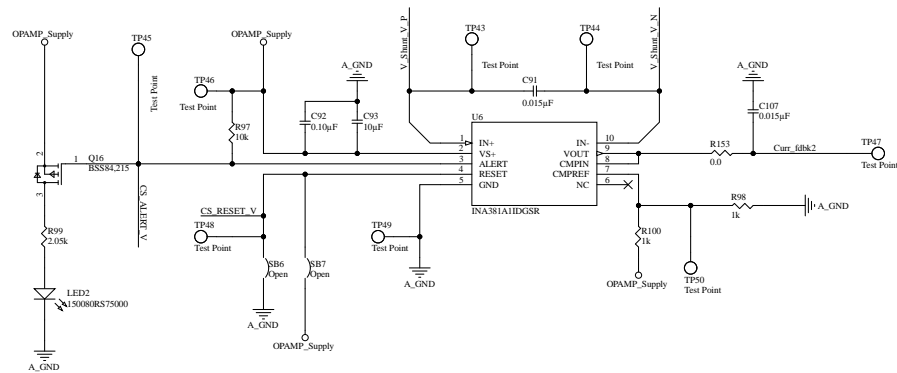 OPAMP_Supply
TP45
Test Point
OPAMP_Supply
TP46
Test Point
A_GND
C92
0.10µF
C93
10µF
R97
10k
V_Shunt_V_P
TP43
Test Point
TP44
Test Point
V_Shunt_V_N
C91
0.015µF
A_GND
C107
0.015µF
U6
1 IN+
2 VS+
3 ALERT
4 RESET
5 GND
IN- 10
VOUT 9
CMPIN 8
CMPREF 7
NC 6
INA381A1IDGSR
R153
0.0
Curr_fdbk2
TP47
Test Point
2
1
3
Q16
BSS84,215
CS_ALERT_V
CS_RESET_V
TP48
Test Point
TP49
Test Point
A_GND
R98
1k
A_GND
R100
1k
OPAMP_Supply
TP50
Test Point
R99
2.05k
SB6
Open
SB7
Open
A_GND
OPAMP_Supply
LED2
150080RS75000
A_GND